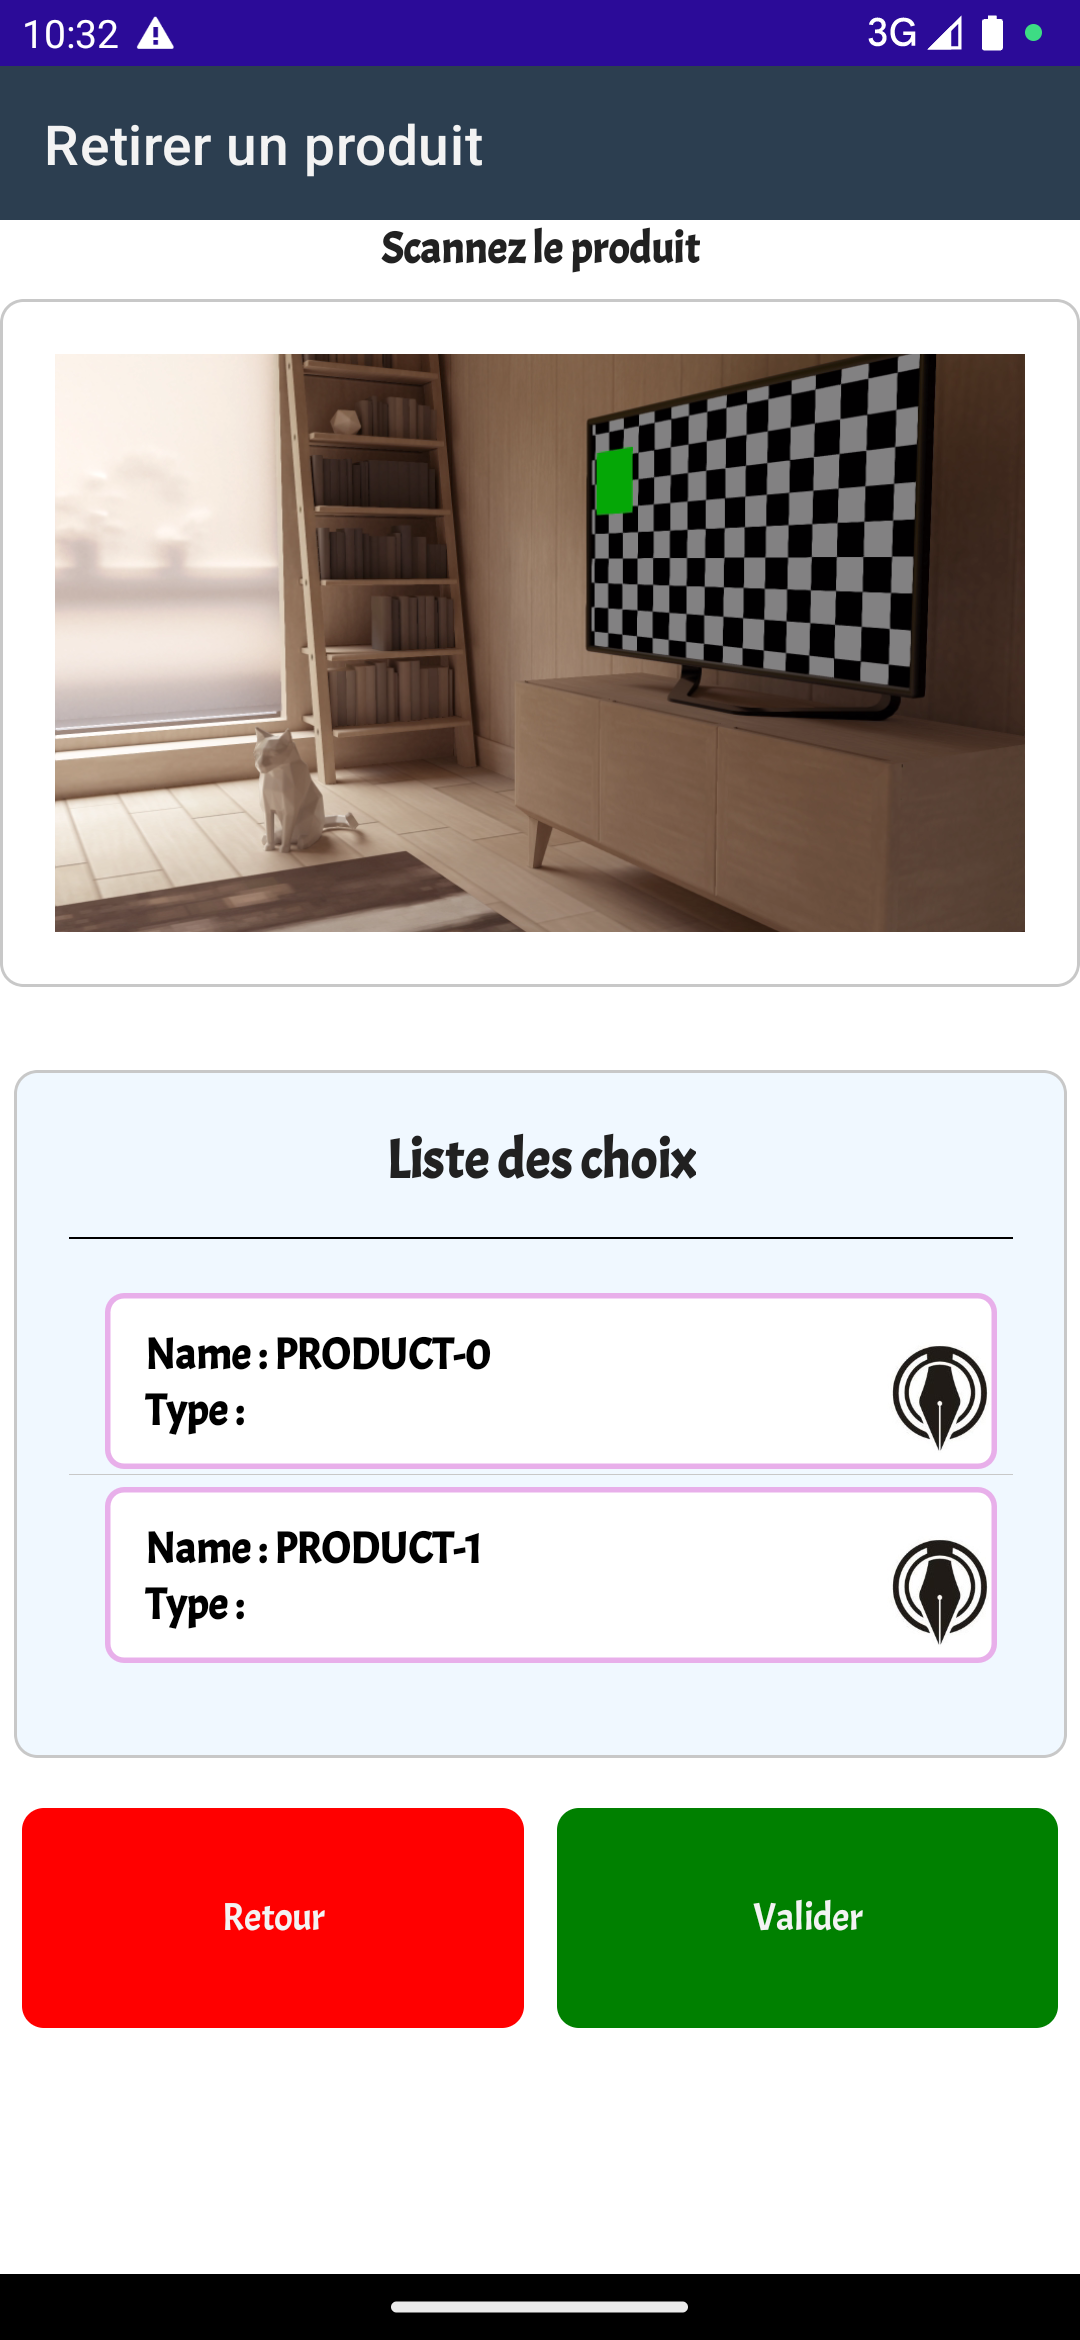 10:32 3G
Retirer un produit
Scannez le produit
Liste des choix
Name : PRODUCT-0
Type :
Name : PRODUCT-1
Type :
Retour Valider